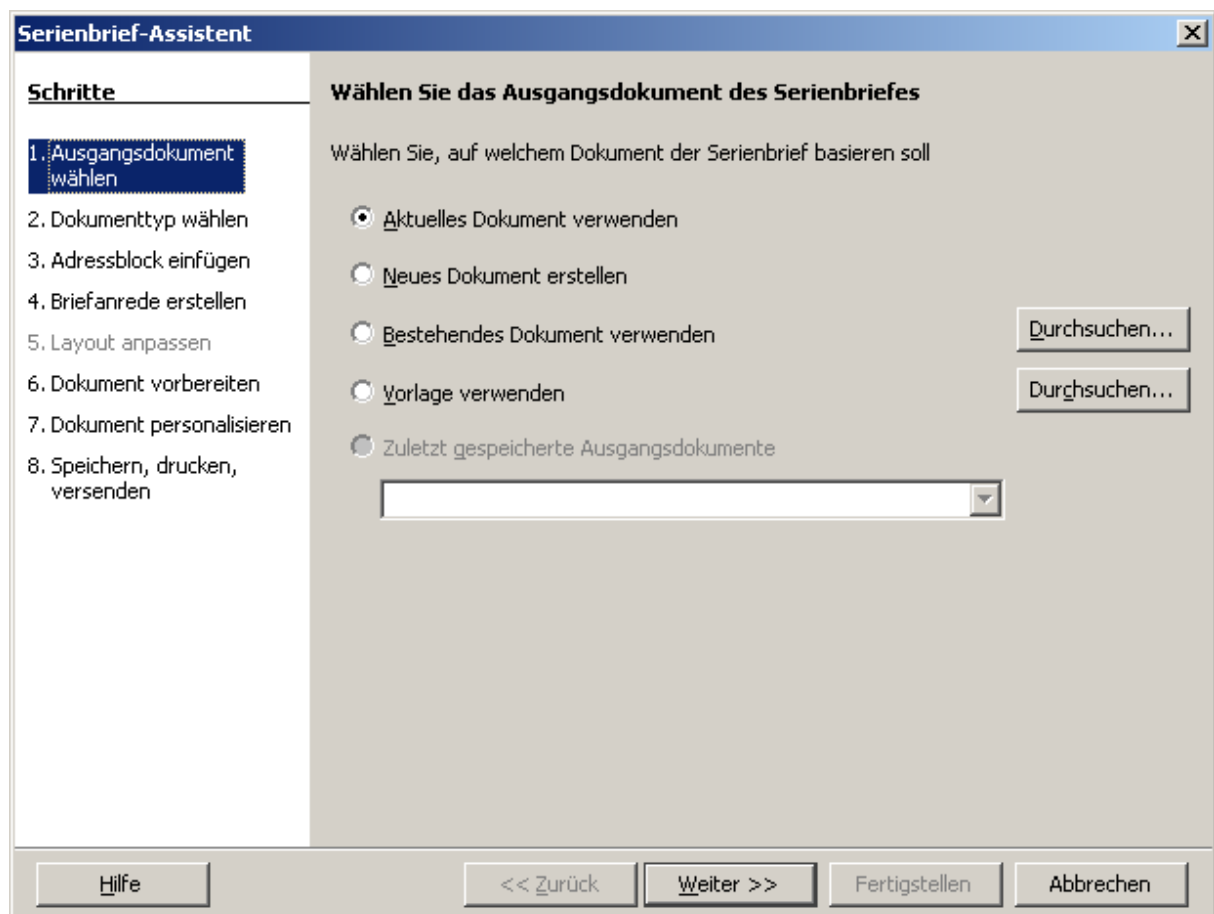 Serienbrief-Assistent
Schritte
1. Ausgangsdokument
wählen
2. Dokumenttyp wählen
3. Adressblock einfügen
4. Briefanrede erstellen
5. Layout anpassen
6. Dokument vorbereiten
7. Dokument personalisieren
8. Speichern, drucken,
versenden
Wählen Sie das Ausgangsdokument des Serienbriefes
Wählen Sie, auf welchem Dokument der Serienbrief basieren soll
Aktuelles Dokument verwenden
Neues Dokument erstellen
Bestehendes Dokument verwenden
Durchsuchen...
Vorlage verwenden
Durchsuchen...
Zuletzt gespeicherte Ausgangsdokumente
Hilfe
<< Zurück
Weiter >>
Fertigstellen
Abbrechen